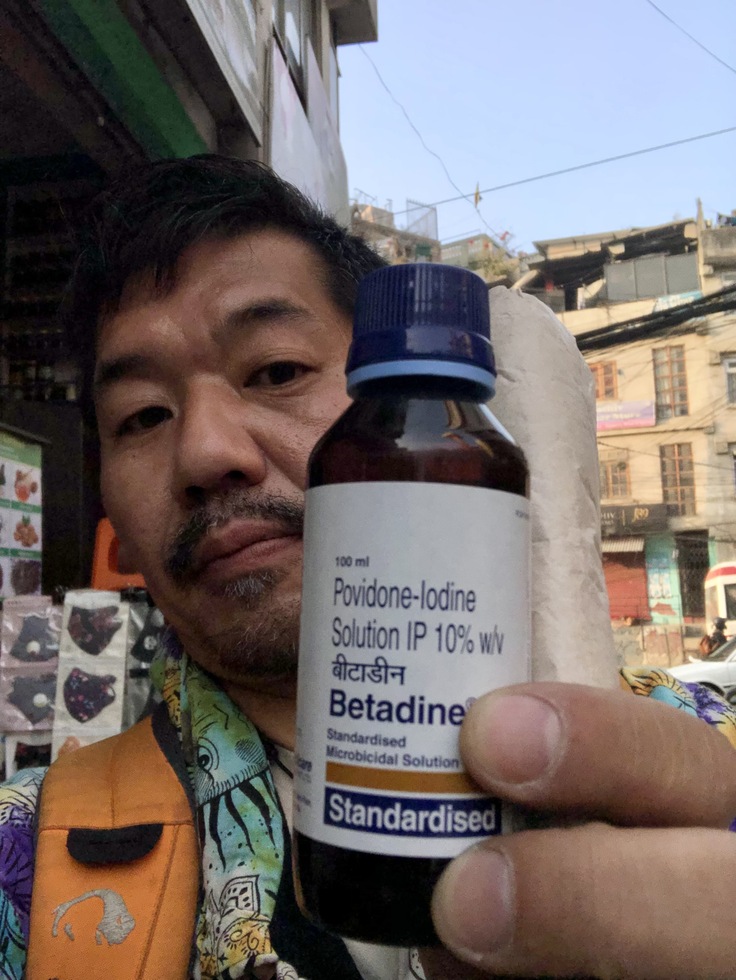 100 ml
Povidone-Iodine
Solution IP 10% w/v
बीटाडीन
Betadine®
Standardised
Microbicidal Solution
Standardised